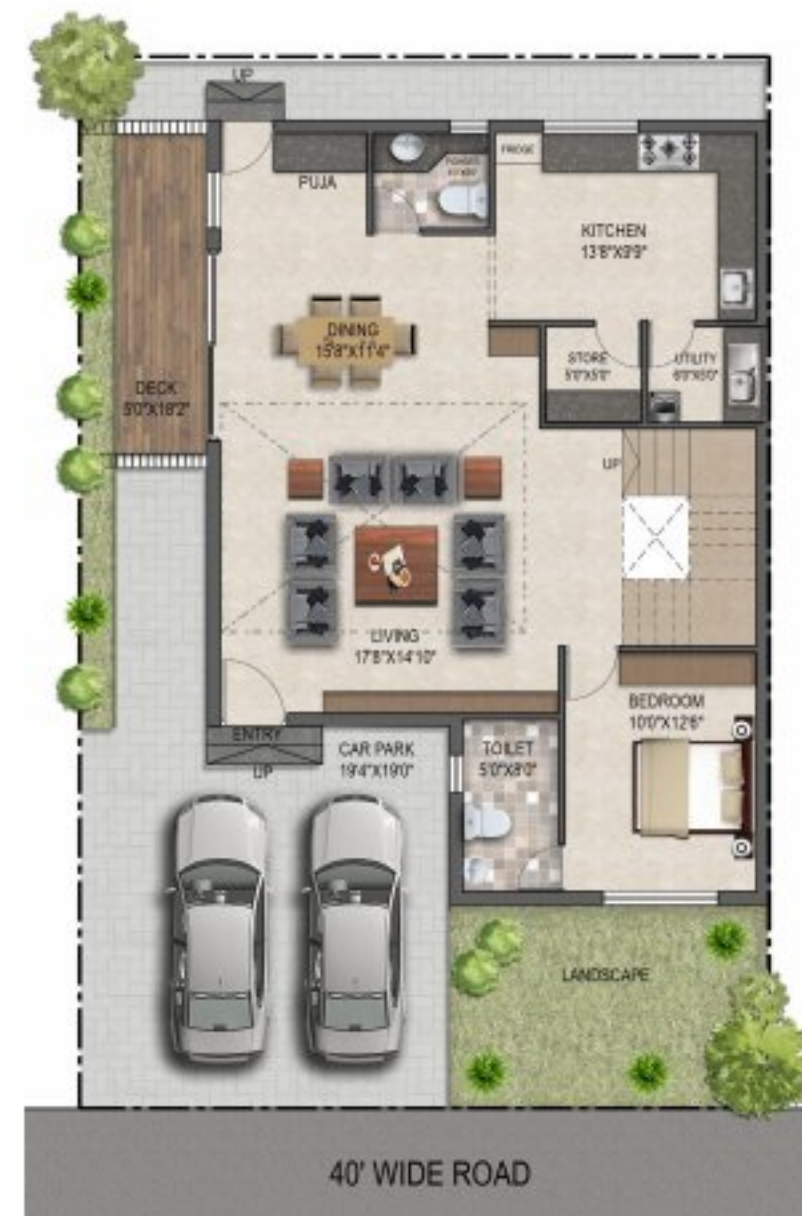 UP
PUJA
FRIDGE
KITCHEN
13'8"X9'9"
DINING
15'8"X11'4"
STORE
5'0"X5'0"
UTILITY
6'0"X5'0"
DECK
5'0"X18'2"
UP
LIVING
17'8"X14'10"
BEDROOM
10'0"X12'6"
ENTRY
UP
CAR PARK
19'4"X19'0"
TOILET
5'0"X8'0"
LANDSCAPE
40' WIDE ROAD